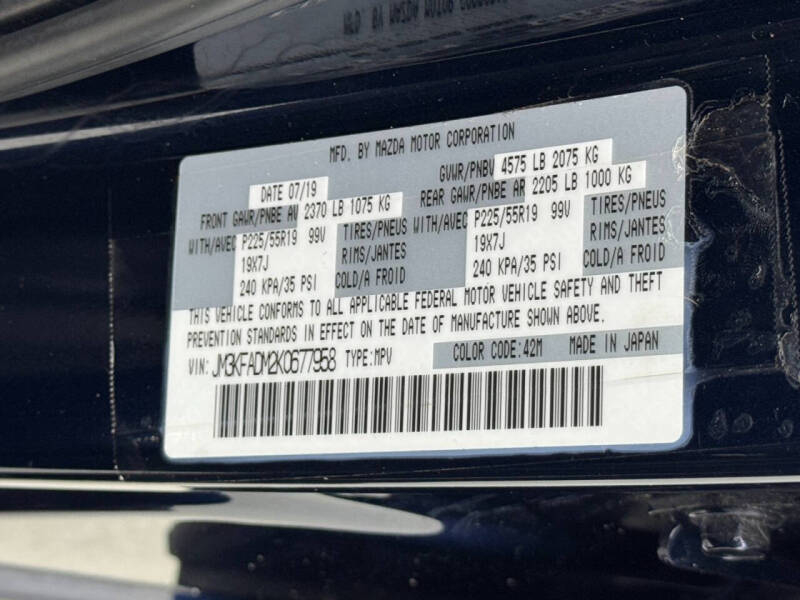 MFD. BY MAZDA MOTOR CORPORATION
DATE 07/19 GVWR/PNBV 4575 LB 2075 KG
FRONT GAWR/PNBE AV 2370 LB 1075 KG REAR GAWR/PNBE AR 2205 LB 1000 KG
WITH/AVEC P225/55R19 99V TIRES/PNEUS WITH/AVEC P225/55R19 99V TIRES/PNEUS
19X7J RIMS/JANTES 19X7J RIMS/JANTES
240 KPA/35 PSI COLD/A FROID 240 KPA/35 PSI COLD/A FROID
THIS VEHICLE CONFORMS TO ALL APPLICABLE FEDERAL MOTOR VEHICLE SAFETY AND THEFT
PREVENTION STANDARDS IN EFFECT ON THE DATE OF MANUFACTURE SHOWN ABOVE.
VIN: JM3KFADM2K0677958 TYPE:MPV COLOR CODE:42M MADE IN JAPAN